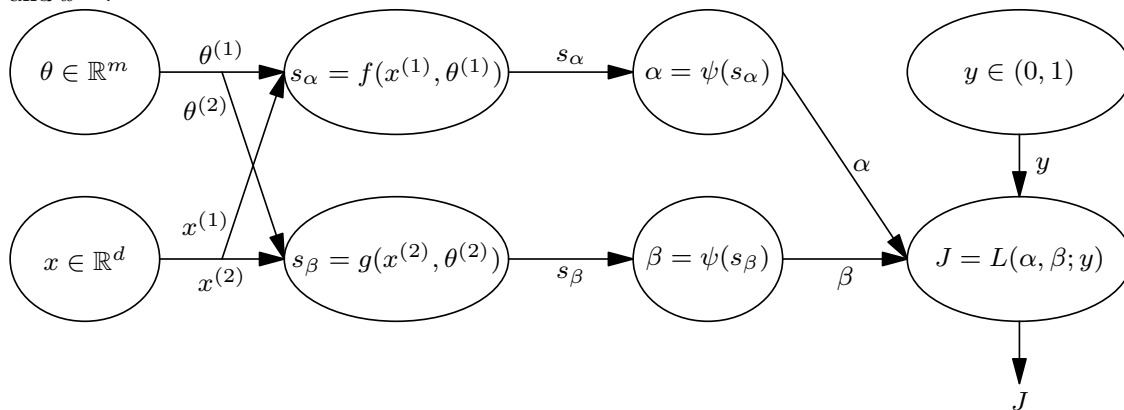 θ ∈ ℝ^m
θ^(1)
s_α = f(x^(1), θ^(1))
s_α
α = ψ(s_α)
y ∈ (0, 1)
θ^(2)
α
y
x^(1)
x ∈ ℝ^d
x^(2)
s_β = g(x^(2), θ^(2))
s_β
β = ψ(s_β)
β
J = L(α, β; y)
J